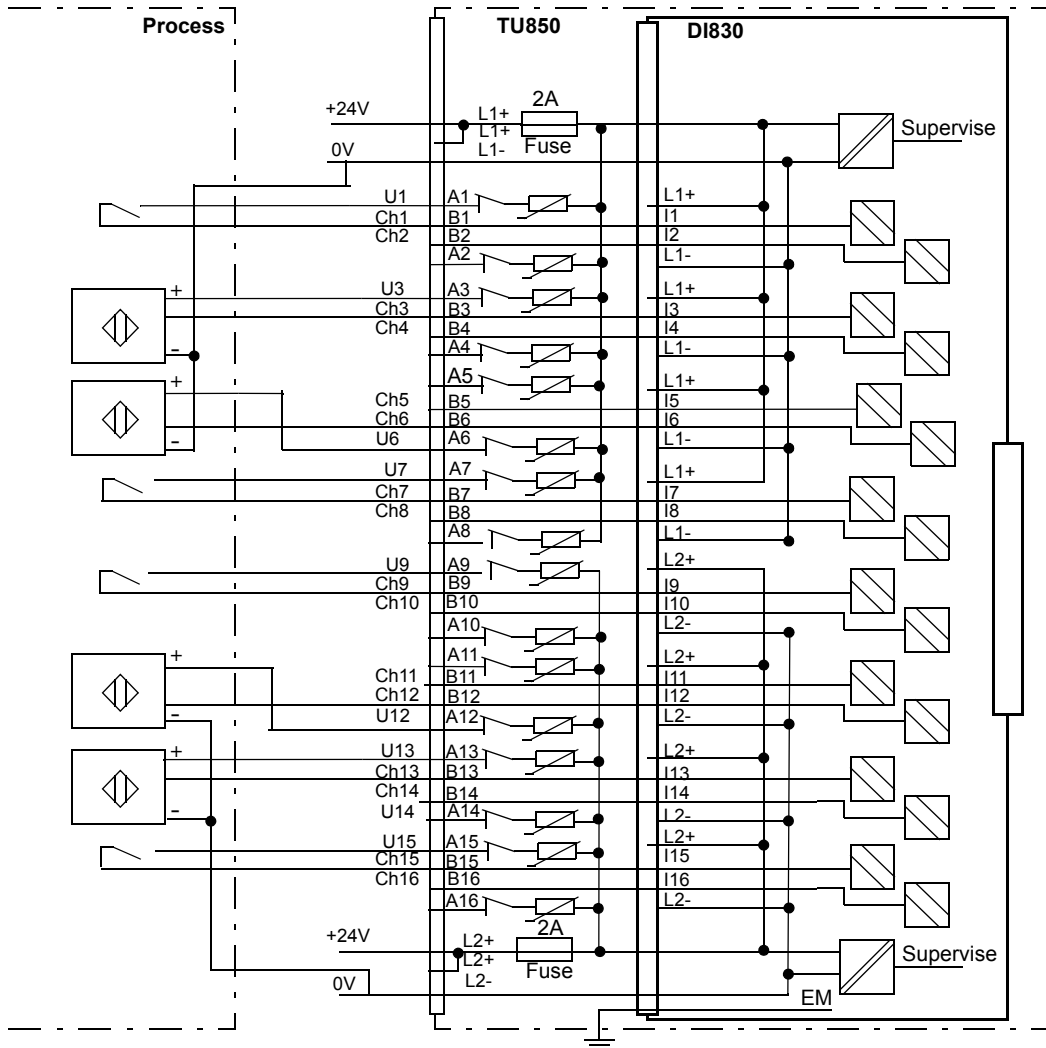 Process TU850 DI830
2A
+24V L1+
L1+
0V L1- Fuse Supervise
U1 A1 L1+
Ch1 B1 I1
Ch2 B2 I2
A2 L1-
+ U3 A3 L1+
Ch3 B3 I3
Ch4 B4 I4
- A4 L1-
+ A5 L1+
Ch5 B5 I5
Ch6 B6 I6
- U6 A6 L1-
U7 A7 L1+
Ch7 B7 I7
Ch8 B8 I8
A8 L1-
U9 A9 L2+
Ch9 B9 I9
Ch10 B10 I10
A10 L2-
+ A11 L2+
Ch11 B11 I11
Ch12 B12 I12
- U12 A12 L2-
+ U13 A13 L2+
Ch13 B13 I13
Ch14 B14 I14
- U14 A14 L2-
U15 A15 L2+
Ch15 B15 I15
Ch16 B16 I16
A16 L2-
2A
+24V L2+
L2+ Fuse Supervise
0V L2-
EM